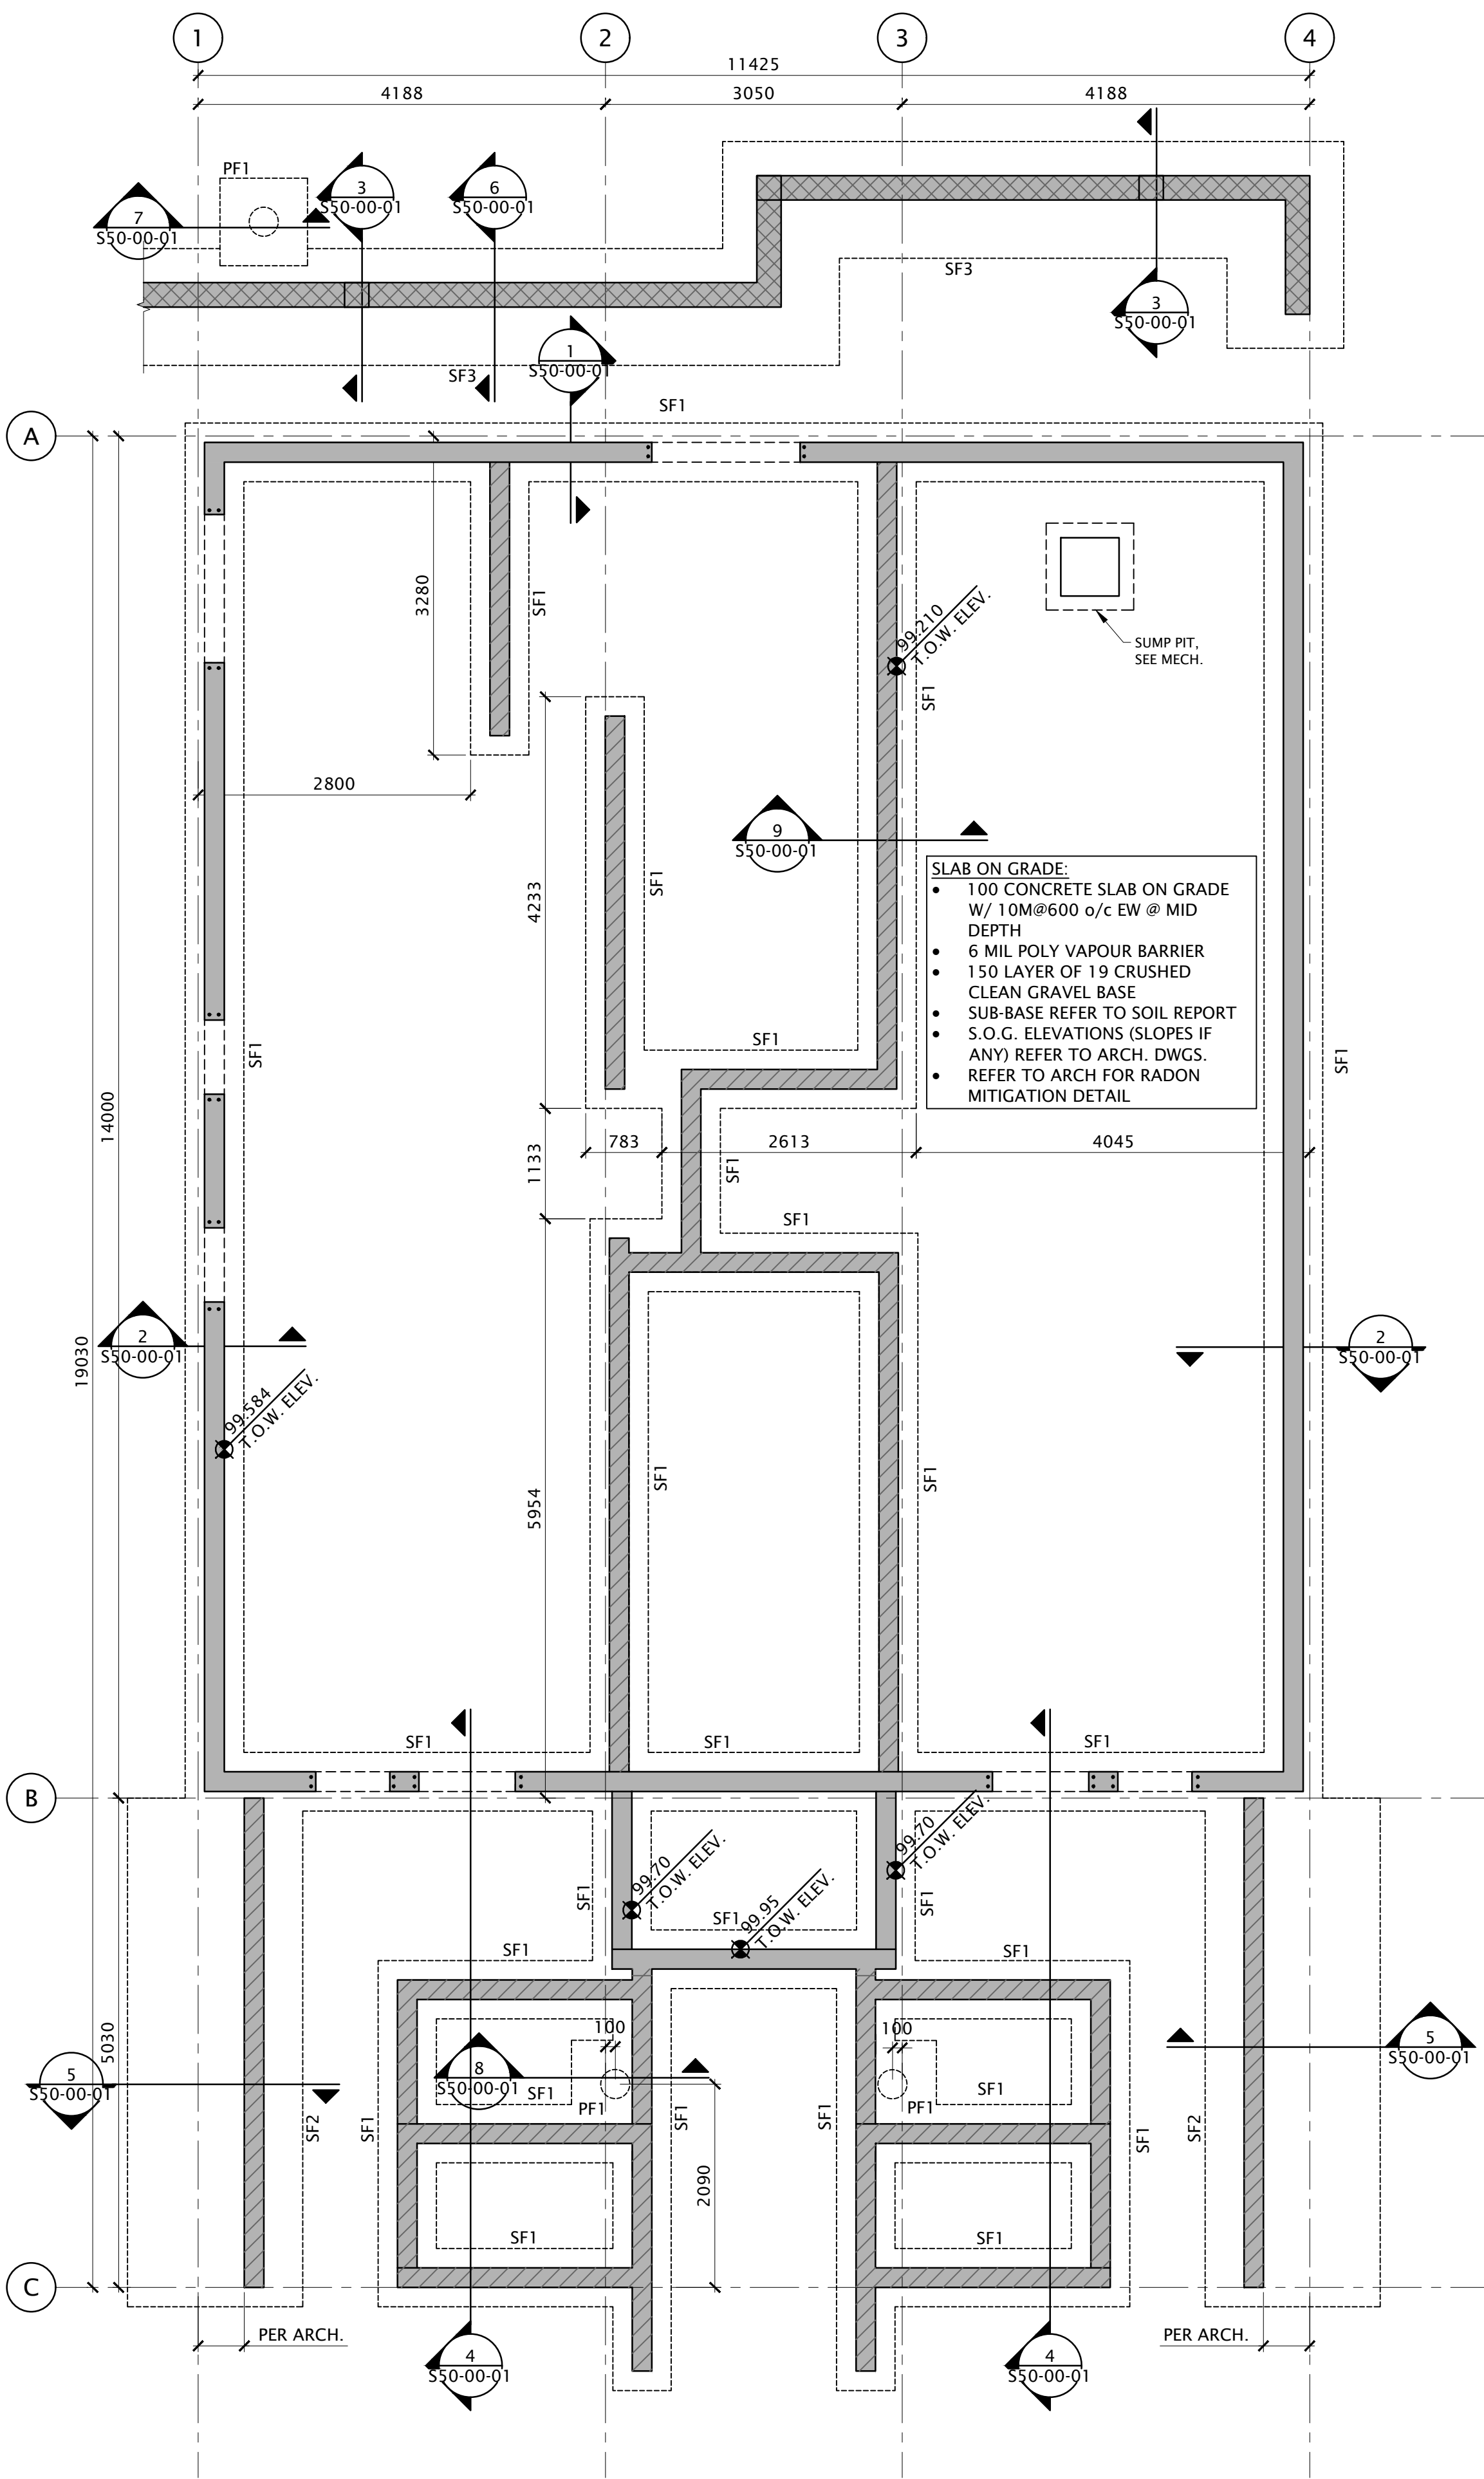 1
2
3
4
11425
4188
3050
4188
PF1
3
S50-00-01
6
S50-00-01
7
S50-00-01
SF3
3
S50-00-01
1
S50-00-01
SF3
SF1
A
3280
SF1
99.210
T.O.W. ELEV.
SUMP PIT,
SEE MECH.
SF1
2800
9
S50-00-01
4233
SF1
SLAB ON GRADE:
• 100 CONCRETE SLAB ON GRADE
W/ 10M@600 o/c EW @ MID
DEPTH
• 6 MIL POLY VAPOUR BARRIER
• 150 LAYER OF 19 CRUSHED
CLEAN GRAVEL BASE
• SUB-BASE REFER TO SOIL REPORT
• S.O.G. ELEVATIONS (SLOPES IF
ANY) REFER TO ARCH. DWGS.
• REFER TO ARCH FOR RADON
MITIGATION DETAIL
SF1
SF1
SF1
14000
783
2613
4045
1133
SF1
SF1
19030
2
S50-00-01
2
S50-00-01
99.584
T.O.W. ELEV.
5954
SF1
SF1
SF1
SF1
SF1
B
99.70
T.O.W. ELEV.
99.70
T.O.W. ELEV.
99.95
T.O.W. ELEV.
SF1
SF1
SF1
SF1
SF1
5030
100
100
5
S50-00-01
8
S50-00-01
SF1
PF1
PF1
SF1
5
S50-00-01
SF2
SF1
SF1
SF1
SF1
SF2
2090
SF1
SF1
C
PER ARCH.
PER ARCH.
4
S50-00-01
4
S50-00-01